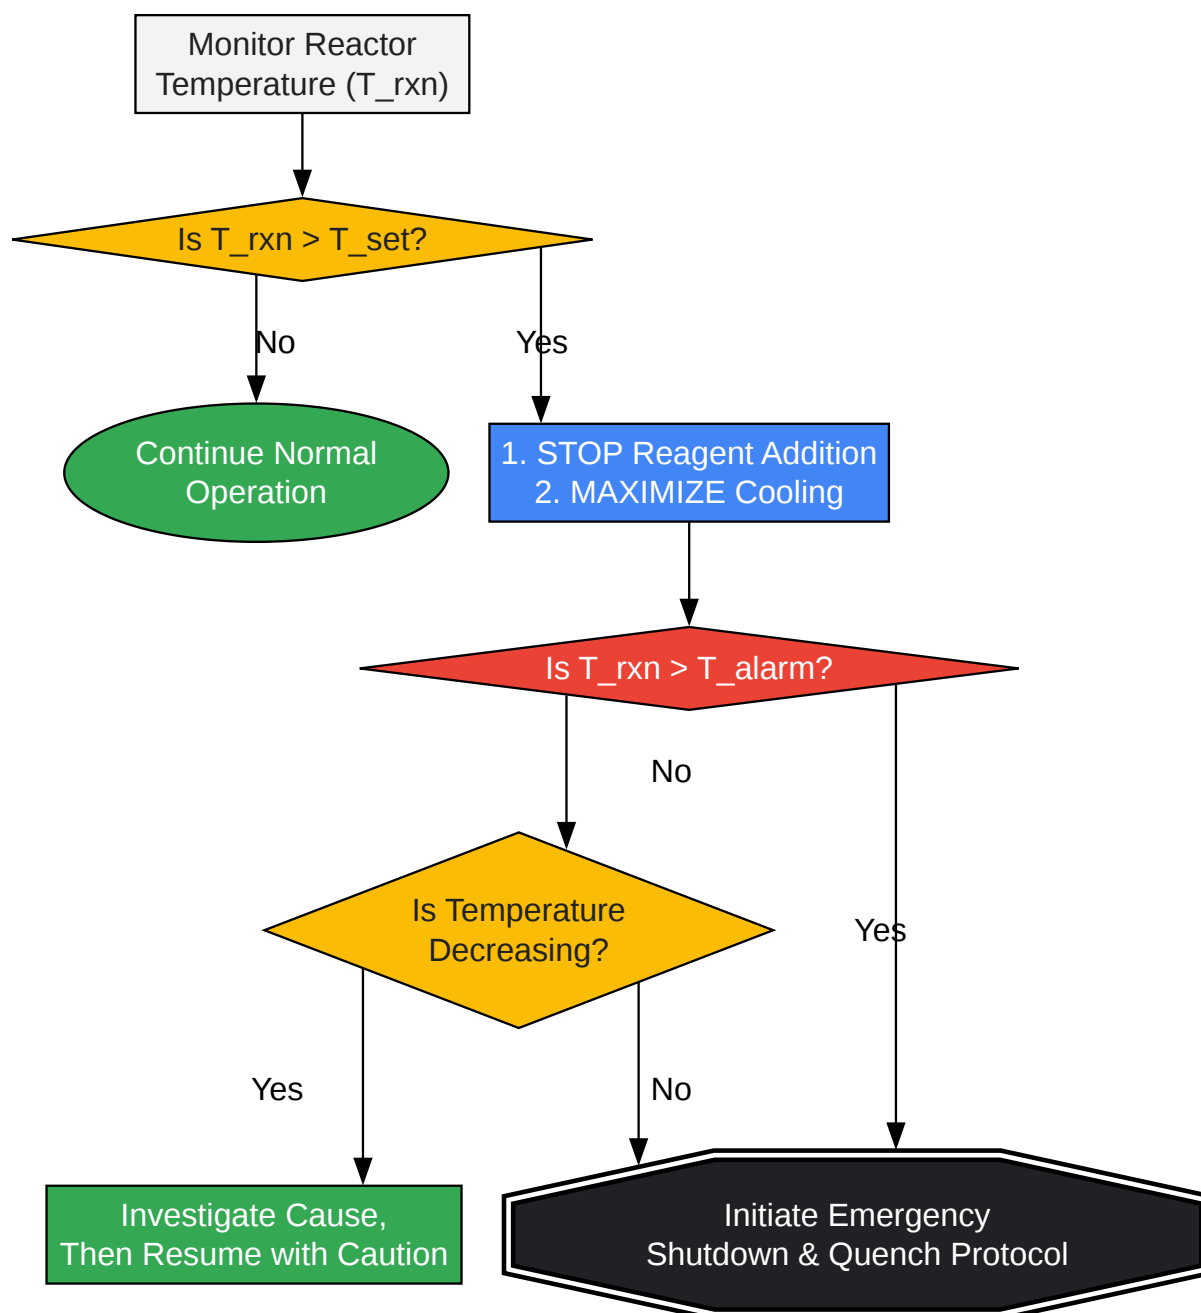 Monitor Reactor
Temperature (T_rxn)
Is T_rxn > T_set?
No
Yes
Continue Normal
Operation
1. STOP Reagent Addition
2. MAXIMIZE Cooling
Is T_rxn > T_alarm?
No
Is Temperature
Decreasing?
Yes
Yes
No
Investigate Cause,
Then Resume with Caution
Initiate Emergency
Shutdown & Quench Protocol